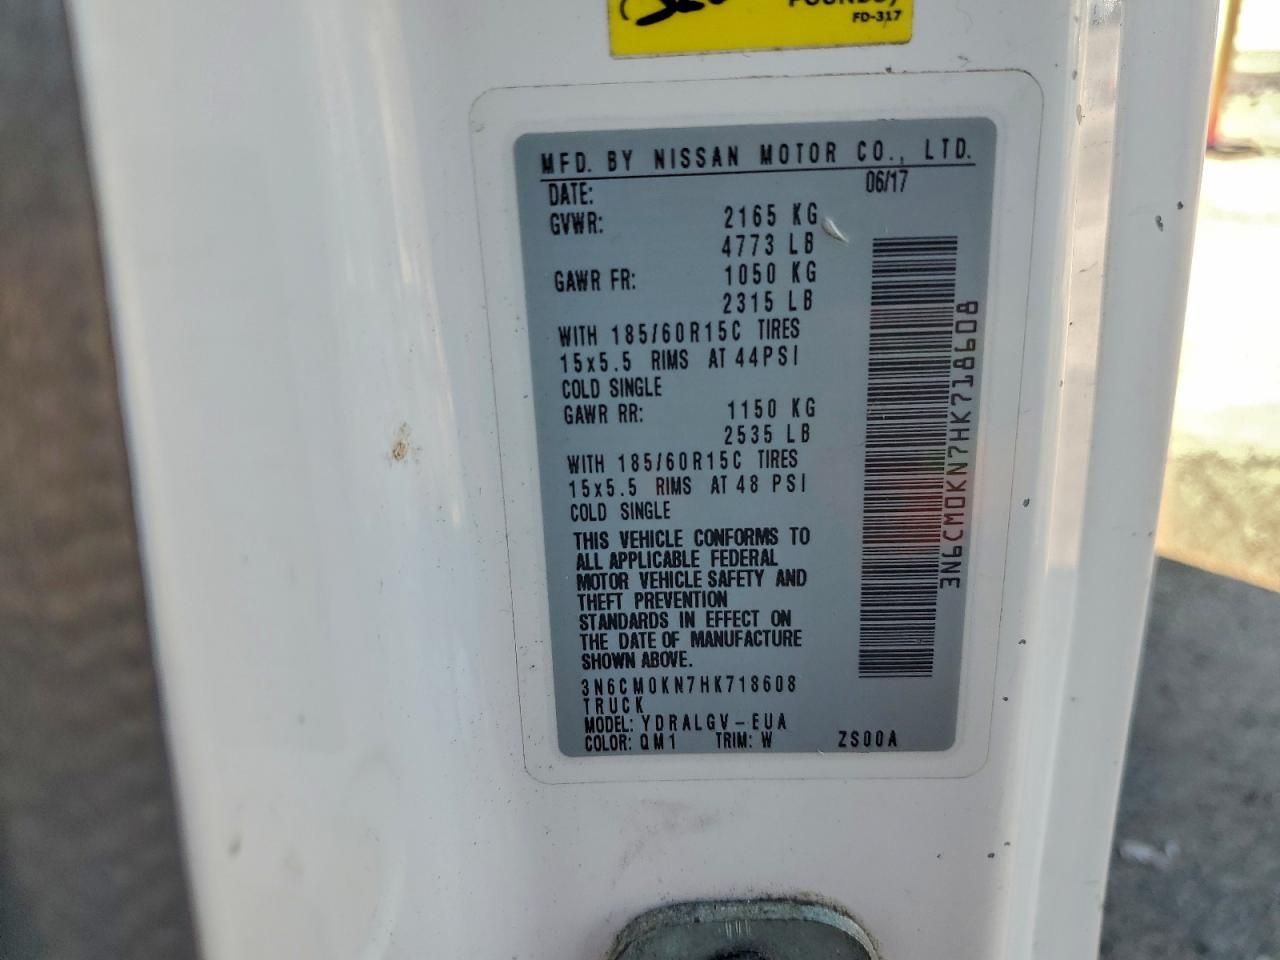 FD-317
MFD. BY NISSAN MOTOR CO., LTD.
DATE: 06/17
GVWR: 2165 KG
4773 LB
GAWR FR: 1050 KG
2315 LB
WITH 185/60R15C TIRES
15x5.5 RIMS AT 44PSI
COLD SINGLE
GAWR RR: 1150 KG
2535 LB
WITH 185/60R15C TIRES
15x5.5 RIMS AT 48 PSI
COLD SINGLE
THIS VEHICLE CONFORMS TO
ALL APPLICABLE FEDERAL
MOTOR VEHICLE SAFETY AND
THEFT PREVENTION
STANDARDS IN EFFECT ON
THE DATE OF MANUFACTURE
SHOWN ABOVE.
3N6CM0KN7HK718608
TRUCK
MODEL: YDRALGV-EUA
COLOR: QM1 TRIM: W ZS00A
3N6CM0KN7HK718608